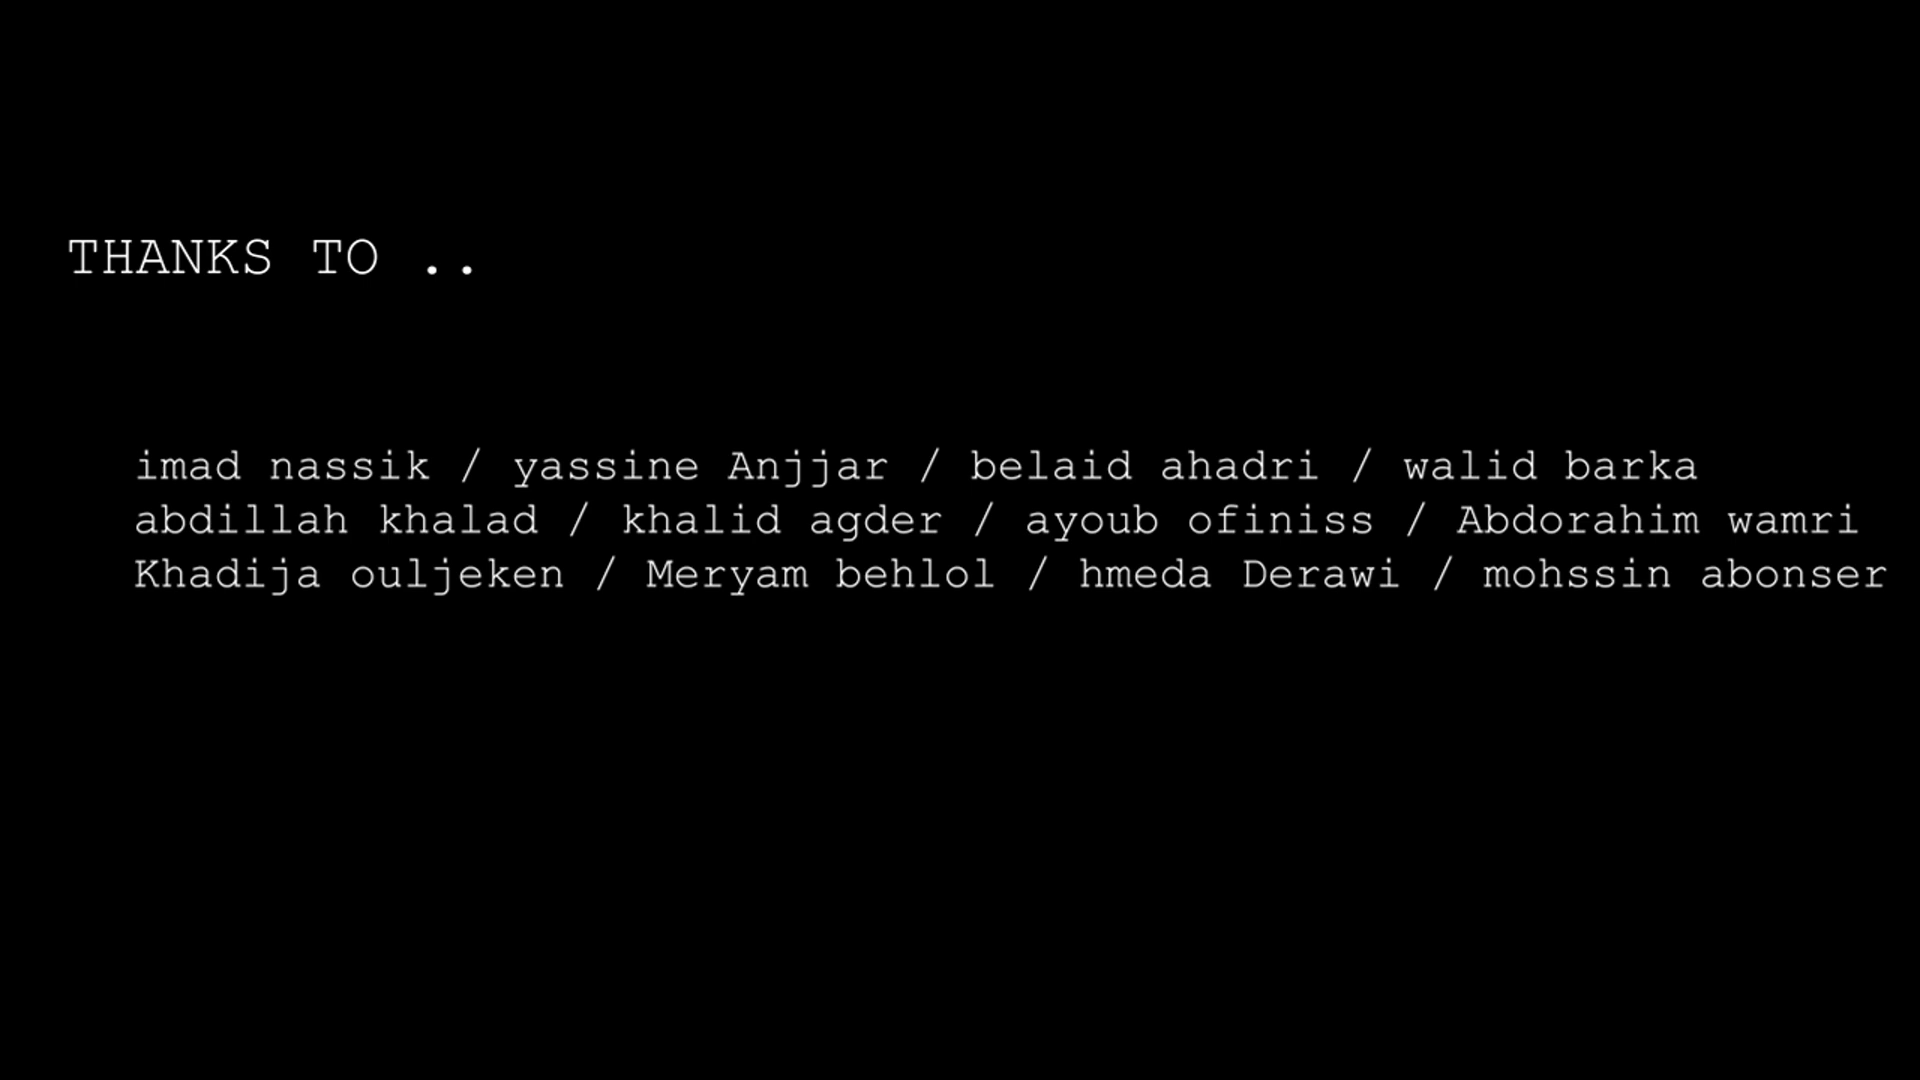 THANKS TO ..
imad nassik / yassine Anjjar / belaid ahadri / walid barka
abdillah khalad / khalid agder / ayoub ofiniss / Abdorahim wamri
Khadija ouljeken / Meryam behlol / hmeda Derawi / mohssin abonser